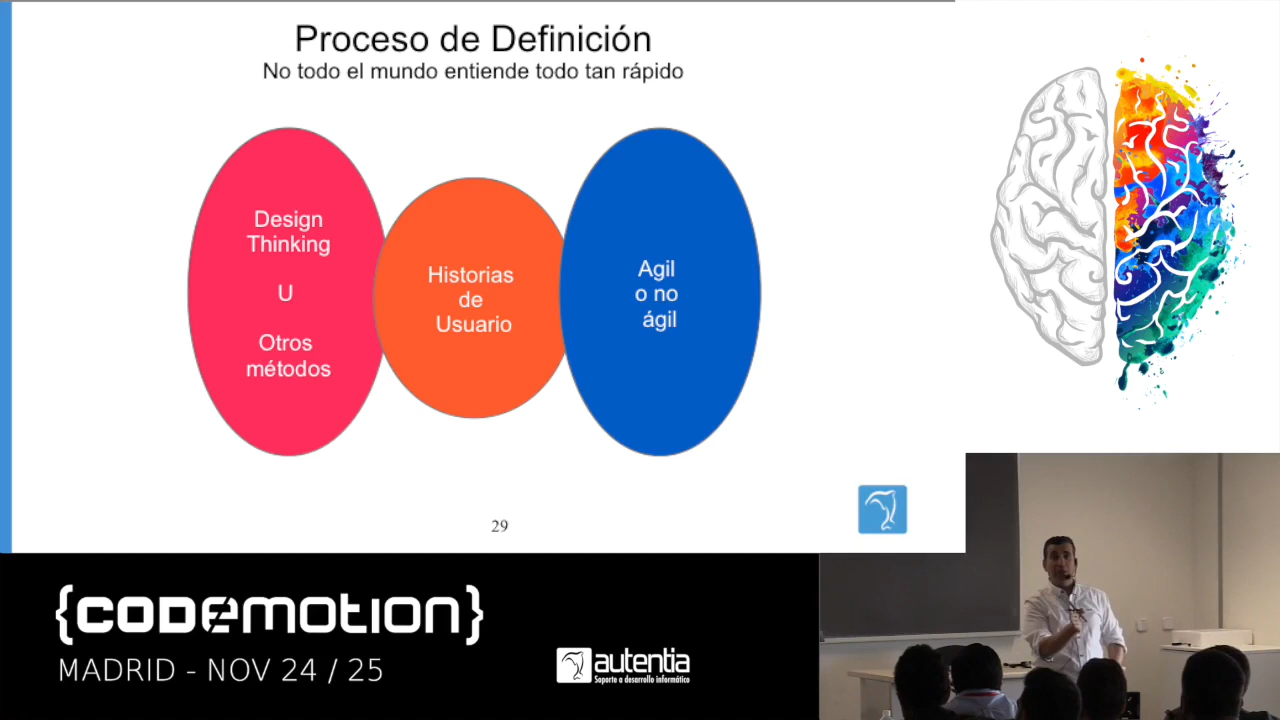 Proceso de Definición
No todo el mundo entiende todo tan rápido
Design
Thinking
U
Otros
métodos
Historias
de
Usuario
Agil
o no
ágil
29
{CODEMOTION}
MADRID - NOV 24 / 25
autentia
Soporte a desarrollo informático